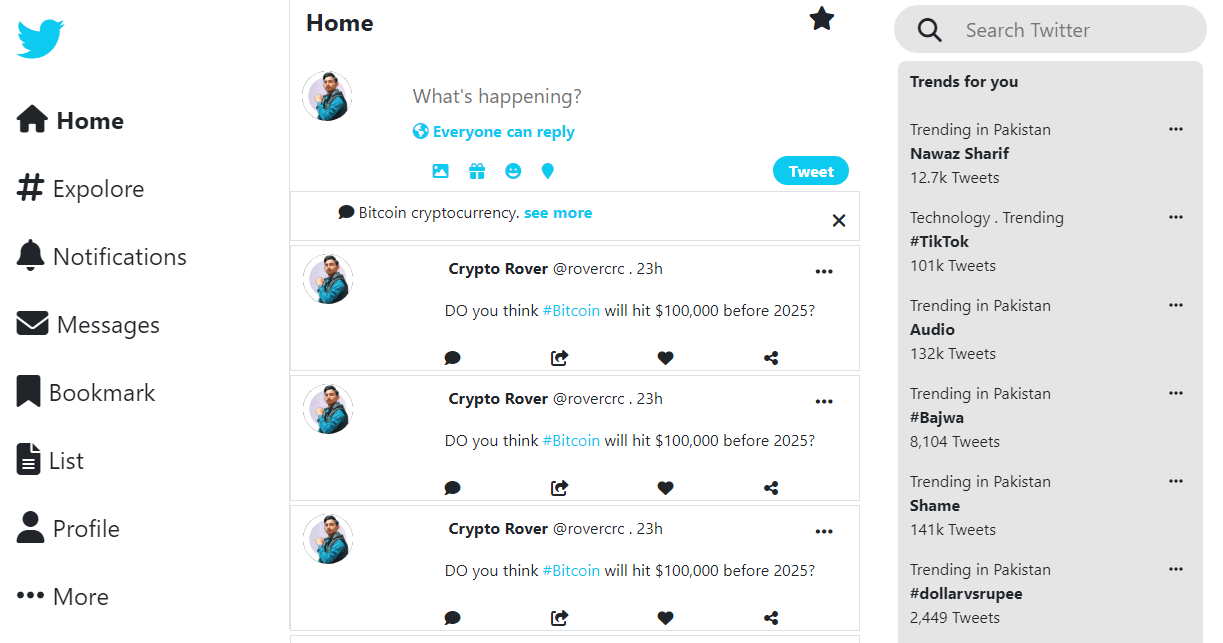 Home
Expolore
Notifications
Messages
Bookmark
List
Profile
More
Home
What's happening?
Everyone can reply
Tweet
Bitcoin cryptocurrency. see more
Crypto Rover @rovercrc . 23h
DO you think #Bitcoin will hit $100,000 before 2025?
Crypto Rover @rovercrc . 23h
DO you think #Bitcoin will hit $100,000 before 2025?
Crypto Rover @rovercrc . 23h
DO you think #Bitcoin will hit $100,000 before 2025?
Search Twitter
Trends for you
Trending in Pakistan
Nawaz Sharif
12.7k Tweets
Technology . Trending
#TikTok
101k Tweets
Trending in Pakistan
Audio
132k Tweets
Trending in Pakistan
#Bajwa
8,104 Tweets
Trending in Pakistan
Shame
141k Tweets
Trending in Pakistan
#dollarvsrupee
2,449 Tweets